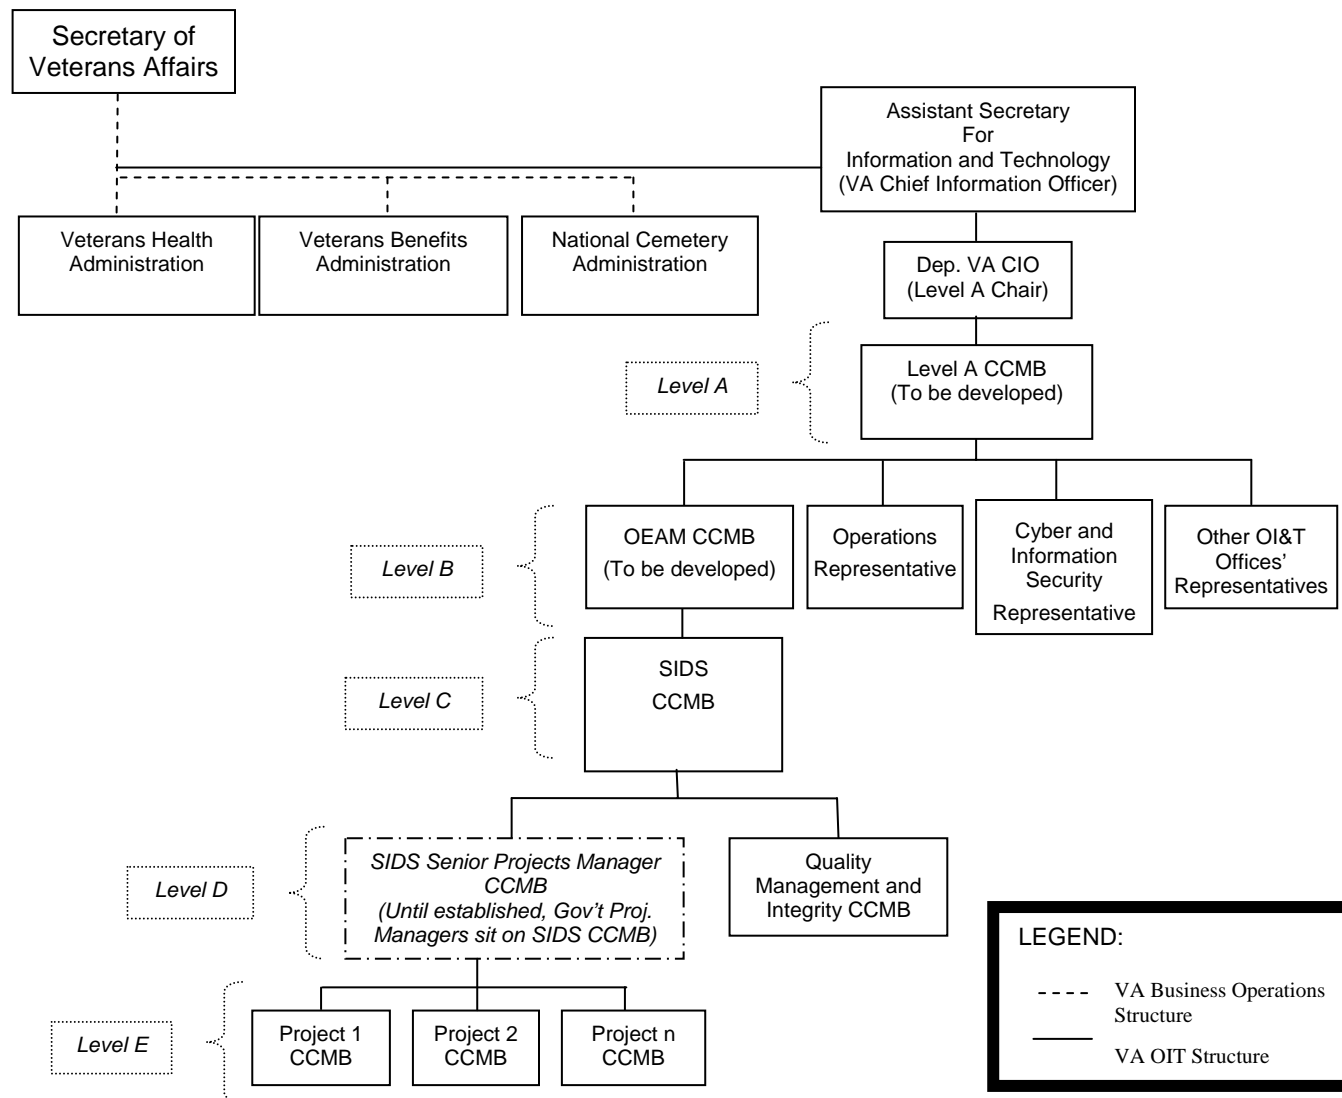 Secretary of
Veterans Affairs
Assistant Secretary
For
Information and Technology
(VA Chief Information Officer)
Veterans Health
Administration
Veterans Benefits
Administration
National Cemetery
Administration
Dep. VA CIO
(Level A Chair)
Level A
Level A CCMB
(To be developed)
Level B
OEAM CCMB
(To be developed)
Operations
Representative
Cyber and
Information
Security
Representative
Other OI&T
Offices'
Representatives
Level C
SIDS
CCMB
Level D
SIDS Senior Projects Manager
CCMB
(Until established, Gov't Proj.
Managers sit on SIDS CCMB)
Quality
Management and
Integrity CCMB
Level E
Project 1
CCMB
Project 2
CCMB
Project n
CCMB
LEGEND:
VA Business Operations
Structure
VA OIT Structure